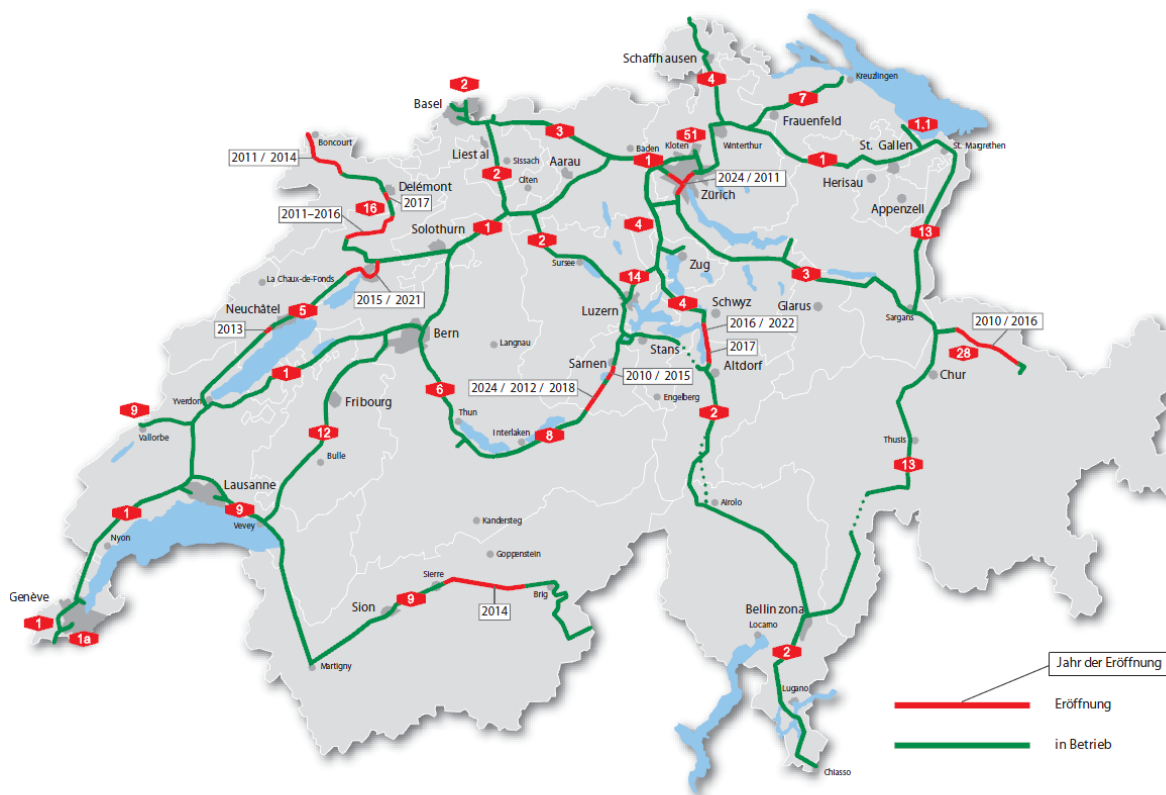 Schaffhausen
4
2
Kreuzlingen
Basel
7
Frauenfeld
1.1
3
51
Boncourt
Baden
Kloten
Winterthur
St. Gallen
St. Magrethen
Liestal
Sissach
Aarau
1
1
2011 / 2014
2
Olten
2024 / 2011
Herisau
Delémont
Zürich
2017
Appenzell
16
2011–2016
Solothurn
1
4
13
2
Zug
Sursee
La Chaux-de-Fonds
14
3
2015 / 2021
Neuchâtel
5
Luzern
4
Schwyz
Glarus
Sargans
2013
2016 / 2022
2010 / 2016
Bern
Langnau
Stans
2017
28
Sarnen
2010 / 2015
Altdorf
Chur
1
6
2024 / 2012 / 2018
Engelberg
Yverdon
Fribourg
9
Thun
2
Vallorbe
12
Interlaken
8
Thusis
Bulle
13
Lausanne
9
Airolo
1
Vevey
Kandersteg
Nyon
Goppenstein
Sierre
Genève
9
Brig
Sion
2014
Bellinzona
1
1a
Locarno
2
Martigny
Jahr der Eröffnung
Lugano
Eröffnung
in Betrieb
Chiasso